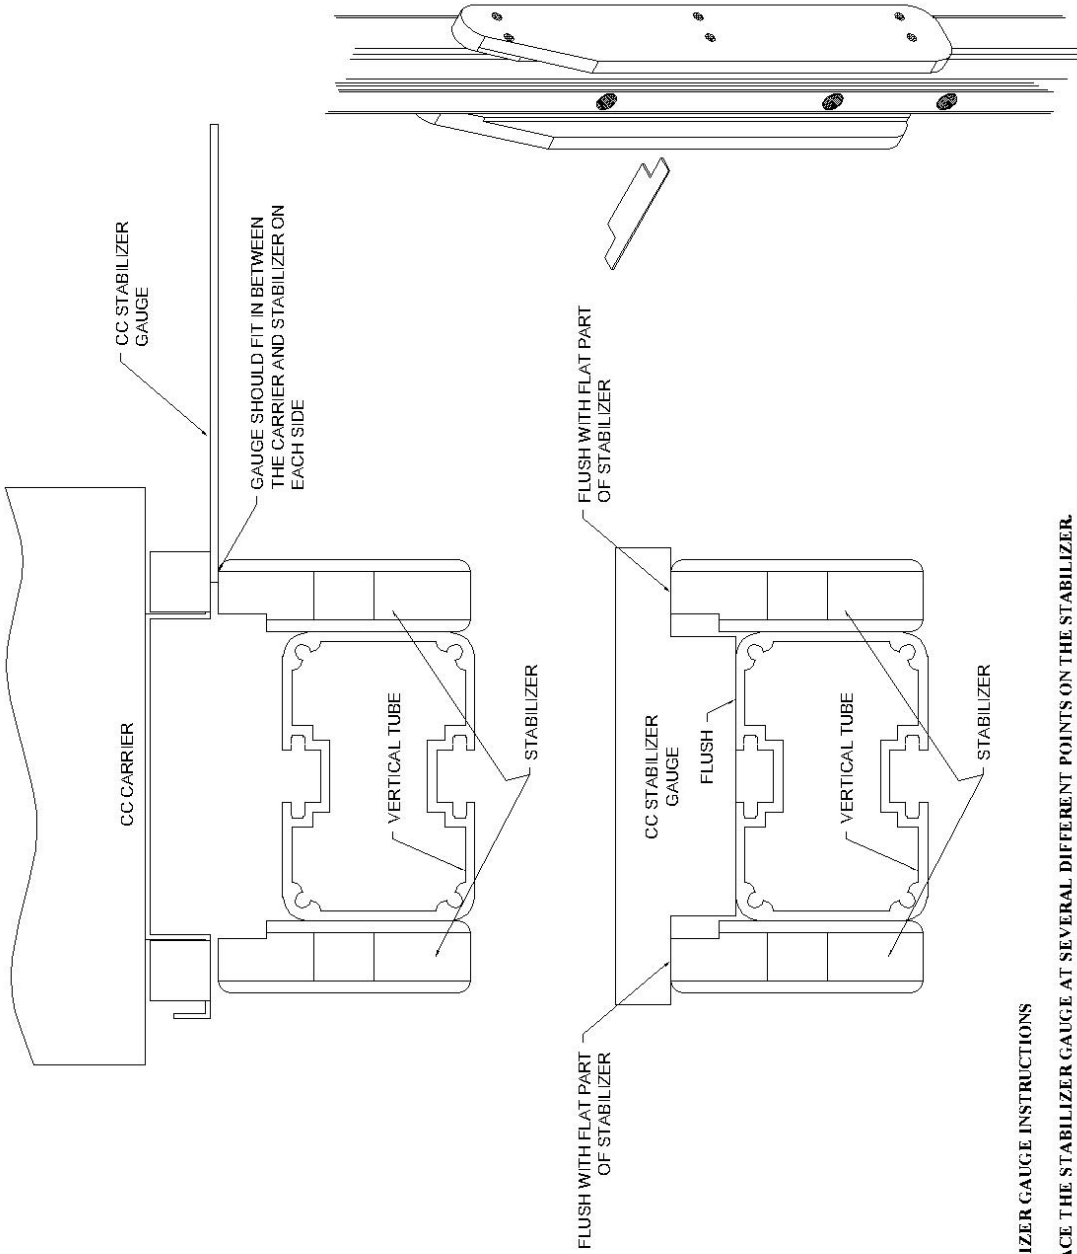 CC CARRIER
CC STABILIZER
GAUGE
GAUGE SHOULD FIT IN BETWEEN
THE CARRIER AND STABILIZER ON
EACH SIDE
VERTICAL TUBE
STABILIZER
FLUSH WITH FLAT PART
OF STABILIZER
FLUSH WITH FLAT PART
OF STABILIZER
CC STABILIZER
GAUGE
FLUSH
VERTICAL TUBE
STABILIZER
IZER GAUGE INSTRUCTIONS
ACE THE STABILIZER GAUGE AT SEVERAL DIFFERENT POINTS ON THE STABILIZER.